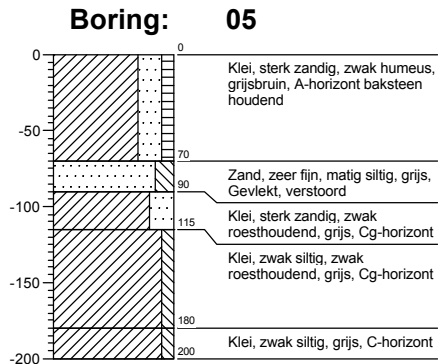 Boring: 05
0
0
Klei, sterk zandig, zwak humeus,
grijsbruin, A-horizont baksteen
houdend
-50
70
Zand, zeer fijn, matig siltig, grijs,
Gevlekt, verstoord
90
-100
Klei, sterk zandig, zwak
roesthoudend, grijs, Cg-horizont
115
Klei, zwak siltig, zwak
roesthoudend, grijs, Cg-horizont
-150
180
Klei, zwak siltig, grijs, C-horizont
-200
200